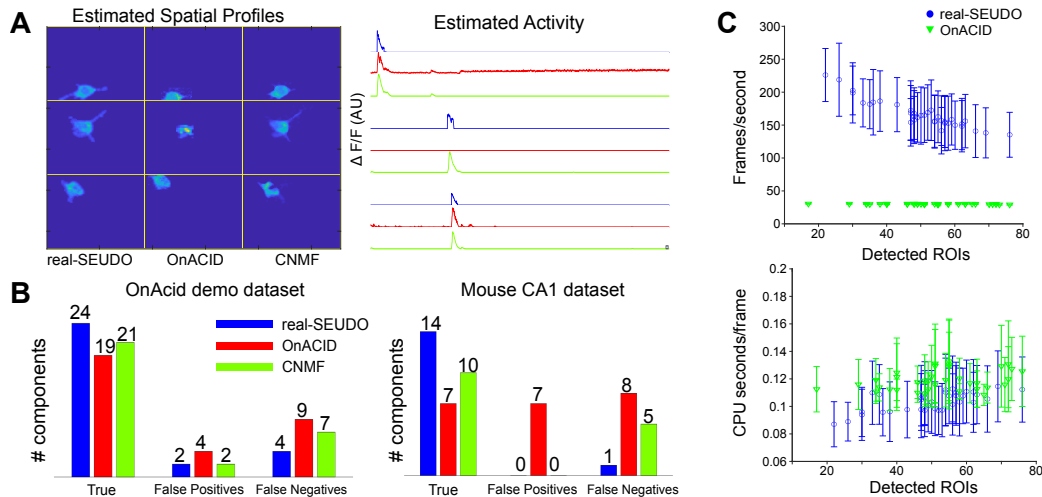 A
Estimated Spatial Profiles
real-SEUDO OnACID CNMF
Estimated Activity
Δ F/F (AU)
B
OnAcid demo dataset
# components
24
19
21
2
4
2
4
9
7
True False Positives False Negatives
real-SEUDO
OnACID
CNMF
Mouse CA1 dataset
# components
14
7
10
0
7
0
1
8
5
True False Positives False Negatives
C
real-SEUDO
OnACID
Frames/second
300
250
200
150
100
50
0
20 40 60 80
Detected ROIs
CPU seconds/frame
0.2
0.16
0.14
0.12
0.1
0.08
0.06
20 40 60 80
Detected ROIs